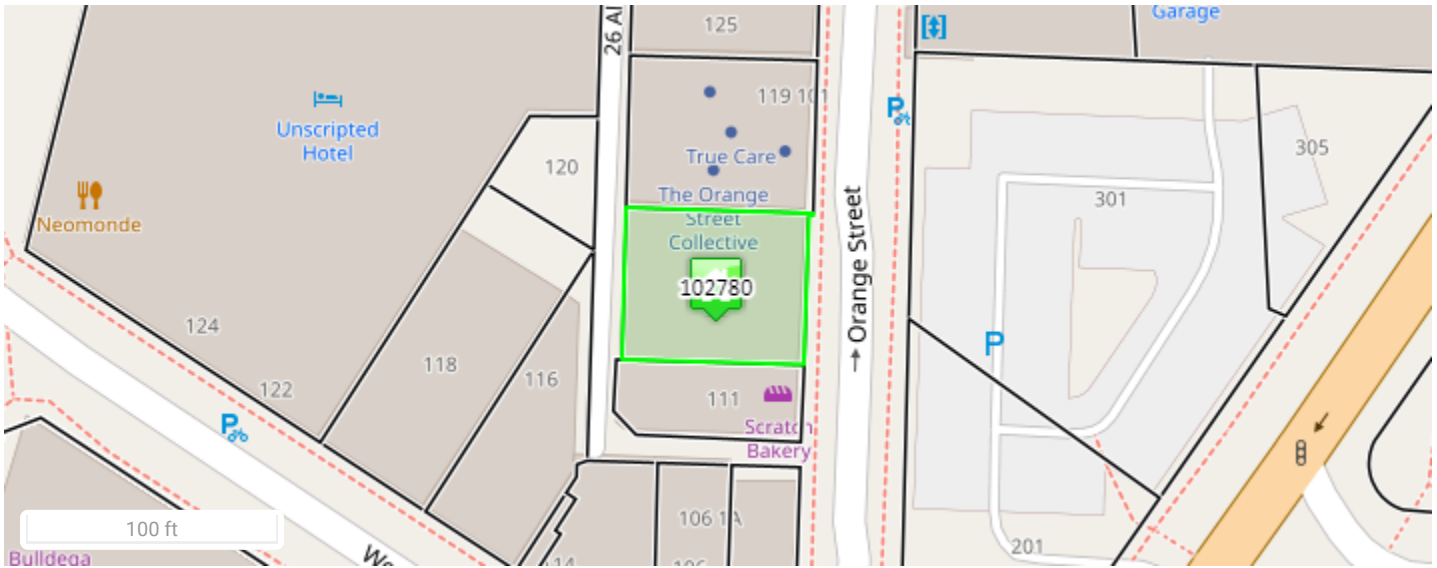 Garage
26 Al
125
119 101
Unscripted
Hotel
120
True Care
305
The Orange
Street
Collective
301
Neomonde
→ Orange Street
102780
124
118
116
122
P
111
Scratch
Bakery
100 ft
106 1A
201
Bulldega
We